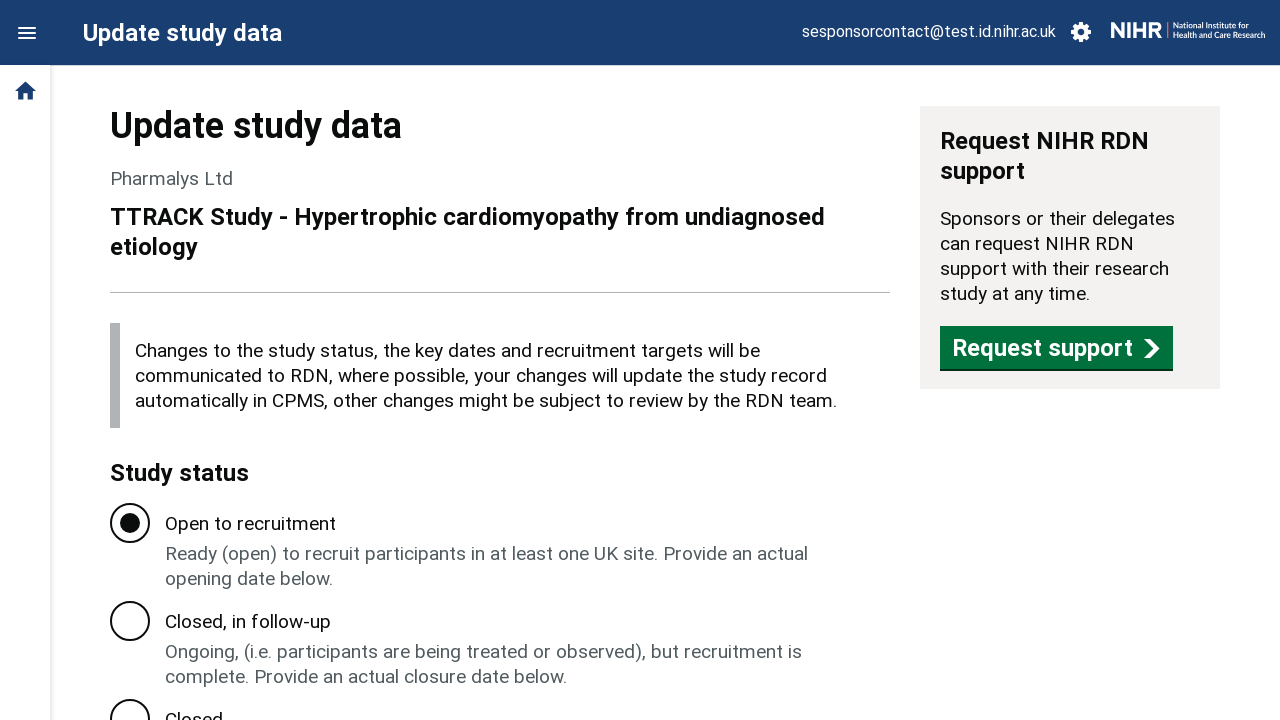 Update study data
sesponsorcontact@test.id.nihr.ac.uk
NIHR
National Institute for
Health and Care Research
Update study data
Pharmalys Ltd
TTRACK Study - Hypertrophic cardiomyopathy from undiagnosed
etiology
Changes to the study status, the key dates and recruitment targets will be
communicated to RDN, where possible, your changes will update the study record
automatically in CPMS, other changes might be subject to review by the RDN team.
Study status
Open to recruitment
Ready (open) to recruit participants in at least one UK site. Provide an actual
opening date below.
Closed, in follow-up
Ongoing, (i.e. participants are being treated or observed), but recruitment is
complete. Provide an actual closure date below.
Closed
Request NIHR RDN
support
Sponsors or their delegates
can request NIHR RDN
support with their research
study at any time.
Request support